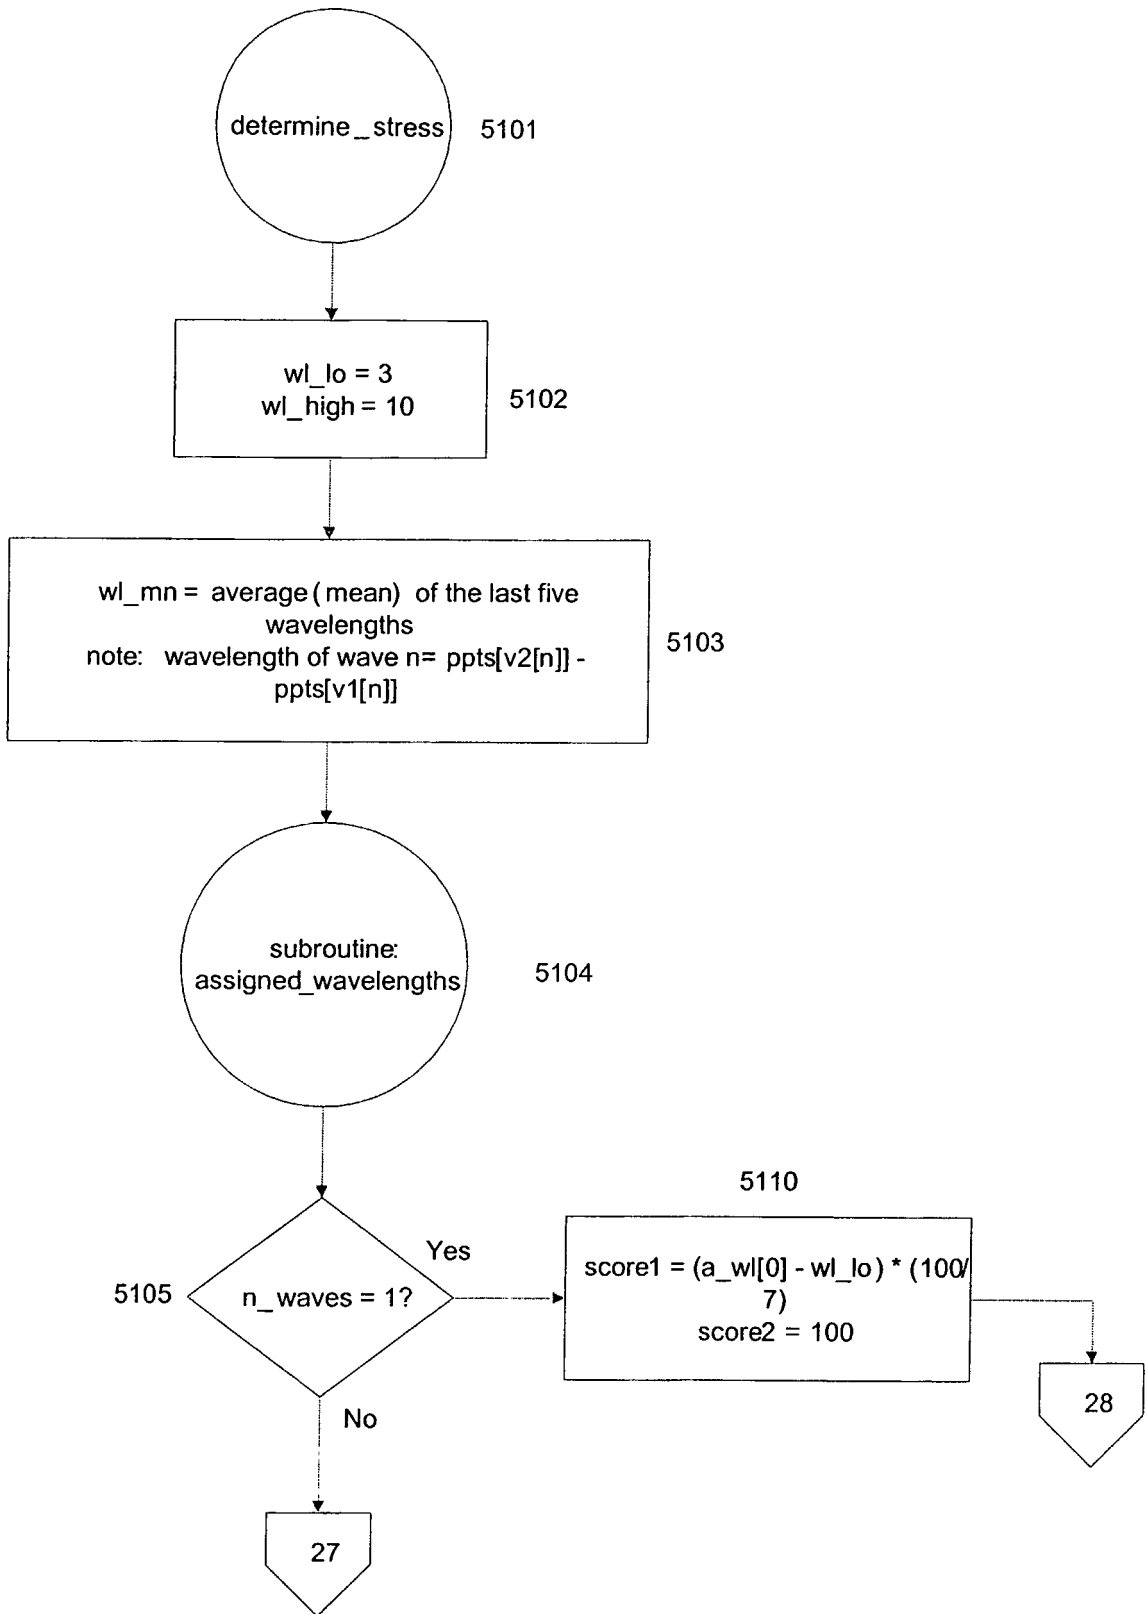 determine_stress
5101
wl_lo = 3
wl_high = 10
5102
wl_mn = average (mean) of the last five
wavelengths
note: wavelength of wave n= ppts[v2[n]] -
ppts[v1[n]]
5103
subroutine:
assigned_wavelengths
5104
5105
n_waves = 1?
Yes
No
5110
score1 = (a_wl[0] - wl_lo) * (100/
7)
score2 = 100
28
27